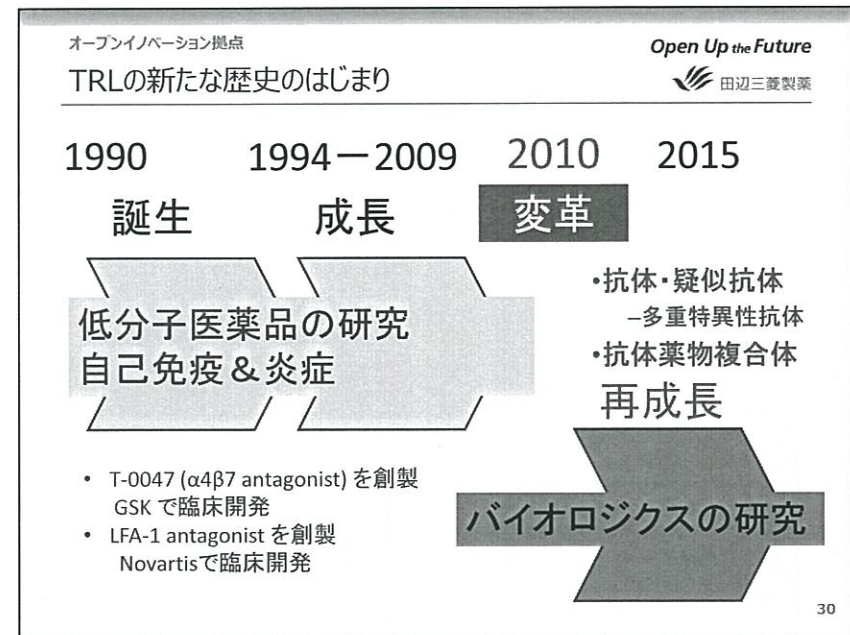 オープンイノベーション拠点
TRLの新たな歴史のはじまり
Open Up the Future
田辺三菱製薬
1990
1994－2009
2010
2015
誕生
成長
変革
低分子医薬品の研究
自己免疫＆炎症
•抗体・疑似抗体
–多重特異性抗体
•抗体薬物複合体
再成長
• T-0047 (α4β7 antagonist) を創製
GSK で臨床開発
• LFA-1 antagonist を創製
Novartisで臨床開発
バイオロジクスの研究
30